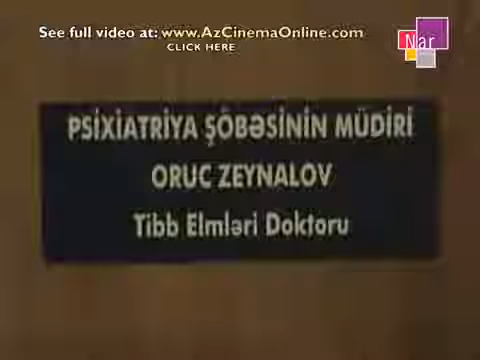 See full video at: www.AzCinemaOnline.com
CLICK HERE
Nar
PSİXİATRİYA ŞÖBƏSİNİN MÜDİRİ
ORUC ZEYNALOV
Tibb Elmləri Doktoru